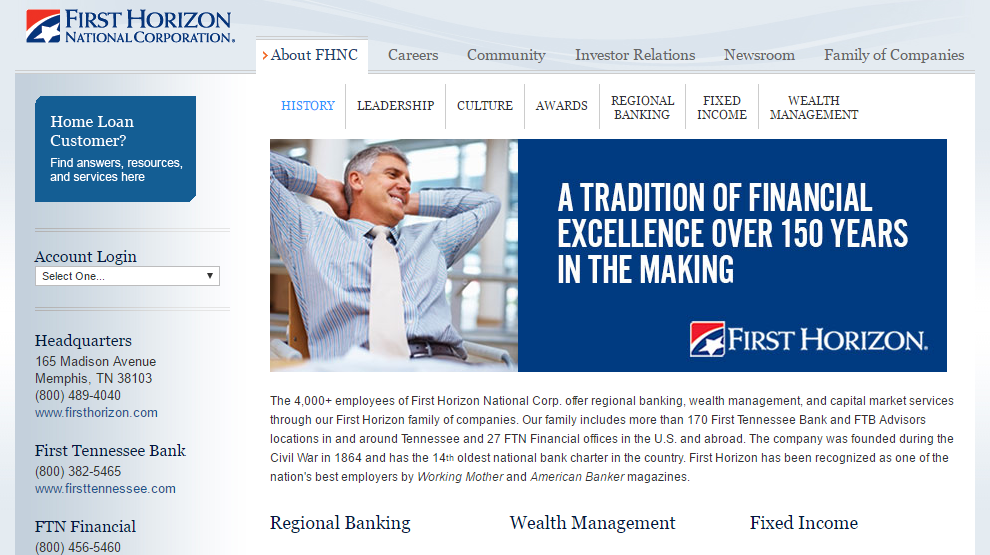 FIRST HORIZON
NATIONAL CORPORATION.
About FHNC
Careers
Community
Investor Relations
Newsroom
Family of Companies
HISTORY
LEADERSHIP
CULTURE
AWARDS
REGIONAL
BANKING
FIXED
INCOME
WEALTH
MANAGEMENT
Home Loan
Customer?
Find answers, resources,
and services here
Account Login
Select One...
Headquarters
165 Madison Avenue
Memphis, TN 38103
(800) 489-4040
www.firsthorizon.com
First Tennessee Bank
(800) 382-5465
www.firsttennessee.com
FTN Financial
(800) 456-5460
A TRADITION OF FINANCIAL
EXCELLENCE OVER 150 YEARS
IN THE MAKING
FIRST HORIZON.
The 4,000+ employees of First Horizon National Corp. offer regional banking, wealth management, and capital market services
through our First Horizon family of companies. Our family includes more than 170 First Tennessee Bank and FTB Advisors
locations in and around Tennessee and 27 FTN Financial offices in the U.S. and abroad. The company was founded during the
Civil War in 1864 and has the 14th oldest national bank charter in the country. First Horizon has been recognized as one of the
nation's best employers by Working Mother and American Banker magazines.
Regional Banking
Wealth Management
Fixed Income